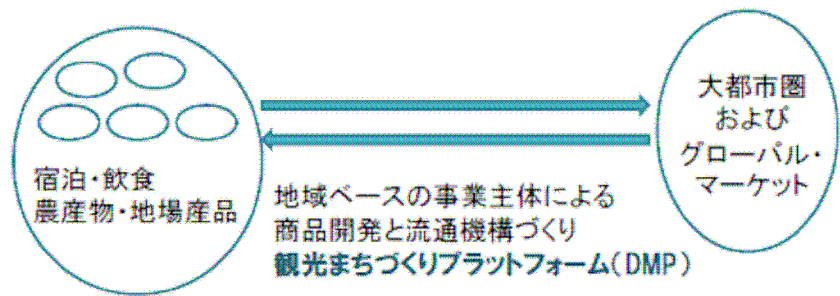 宿泊・飲食
農産物・地場産品
地域ベースの事業主体による
商品開発と流通機構づくり
観光まちづくりプラットフォーム(DMP)
大都市圏
および
グローバル・
マーケット